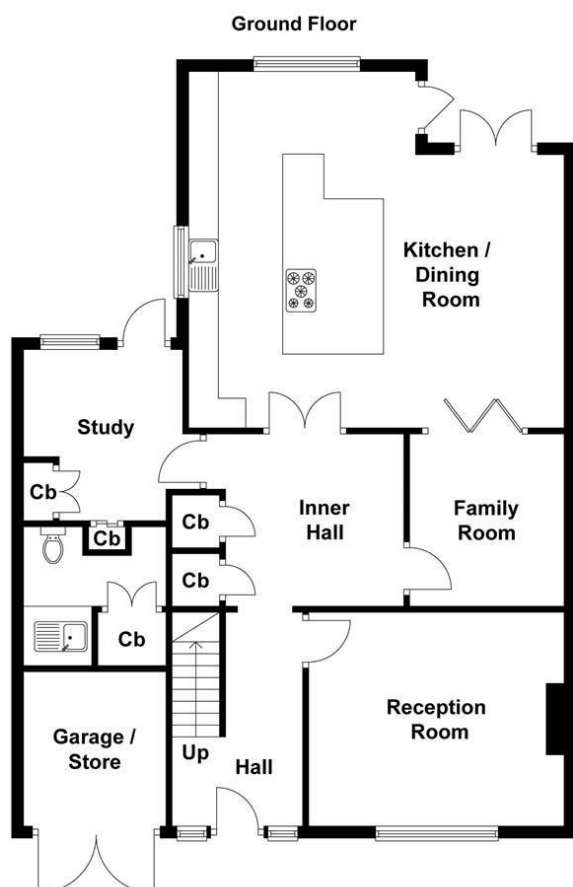 Ground Floor
Kitchen /
Dining
Room
Study
Cb
Cb
Cb
Inner
Hall
Family
Room
Cb
Cb
Reception
Room
Garage /
Store
Up
Hall